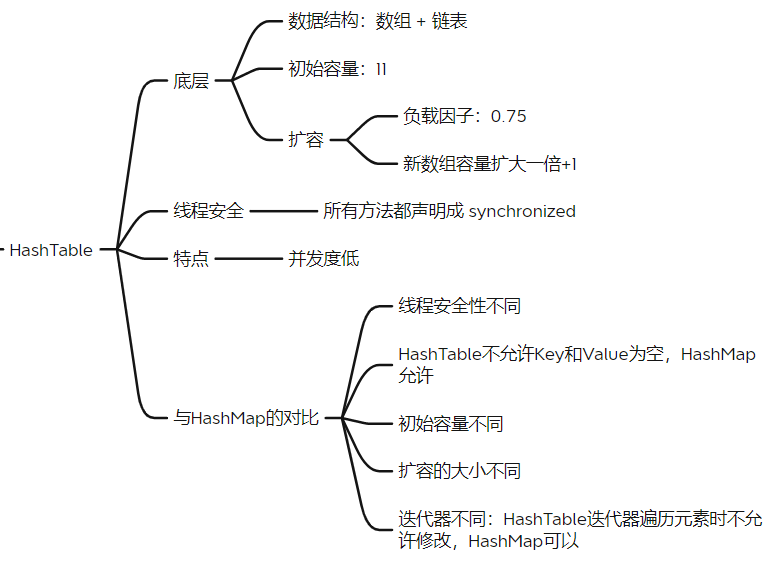 HashTable
底层
数据结构：数组 + 链表
初始容量：11
扩容
负载因子：0.75
新数组容量扩大一倍+1
线程安全
所有方法都声明成 synchronized
特点
并发度低
与HashMap的对比
线程安全性不同
HashTable不允许Key和Value为空，HashMap
允许
初始容量不同
扩容的大小不同
迭代器不同：HashTable迭代器遍历元素时不允
许修改，HashMap可以